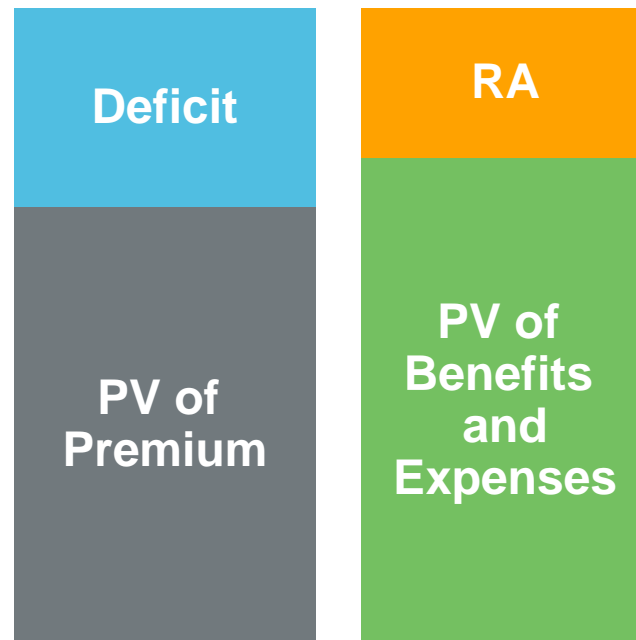 Deficit
PV of
Premium
RA
PV of
Benefits
and
Expenses